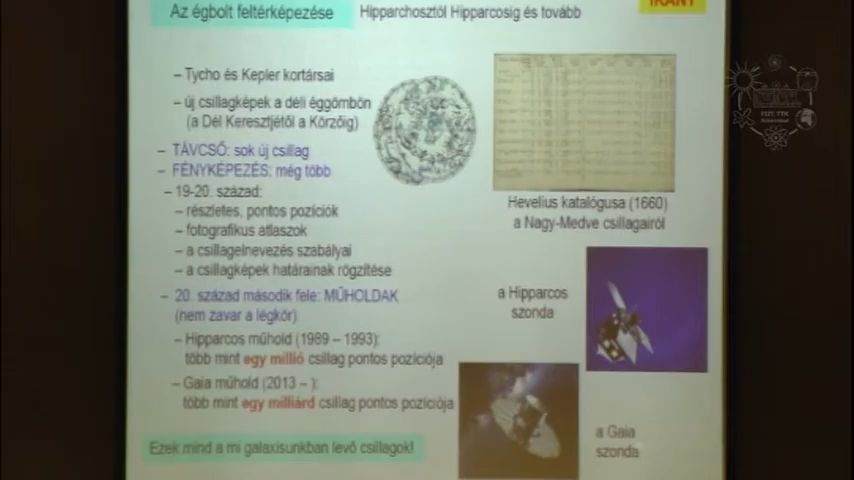 Az égbolt feltérképezése
Hipparchosztól Hipparcosig és tovább
IRÁNY
– Tycho és Kepler kortársai
– új csillagképek a déli éggömbön
(a Dél Keresztjétől a Körzőig)
– TÁVCSŐ: sok új csillag
– FÉNYKÉPEZÉS: még több
– 19-20. század:
– részletes, pontos pozíciók
– fotografikus atlaszok
– a csillagelnevezés szabályai
– a csillagképek határainak rögzítése
– 20. század második fele: MŰHOLDAK
(nem zavar a légkör)
– Hipparcos műhold (1989 – 1993):
több mint egy millió csillag pontos pozíciója
– Gaia műhold (2013 – ):
több mint egy milliárd csillag pontos pozíciója
Ezek mind a mi galaxisunkban levő csillagok!
Hevelius katalógusa (1660)
a Nagy-Medve csillagairól
a Hipparcos
szonda
a Gaia
szonda